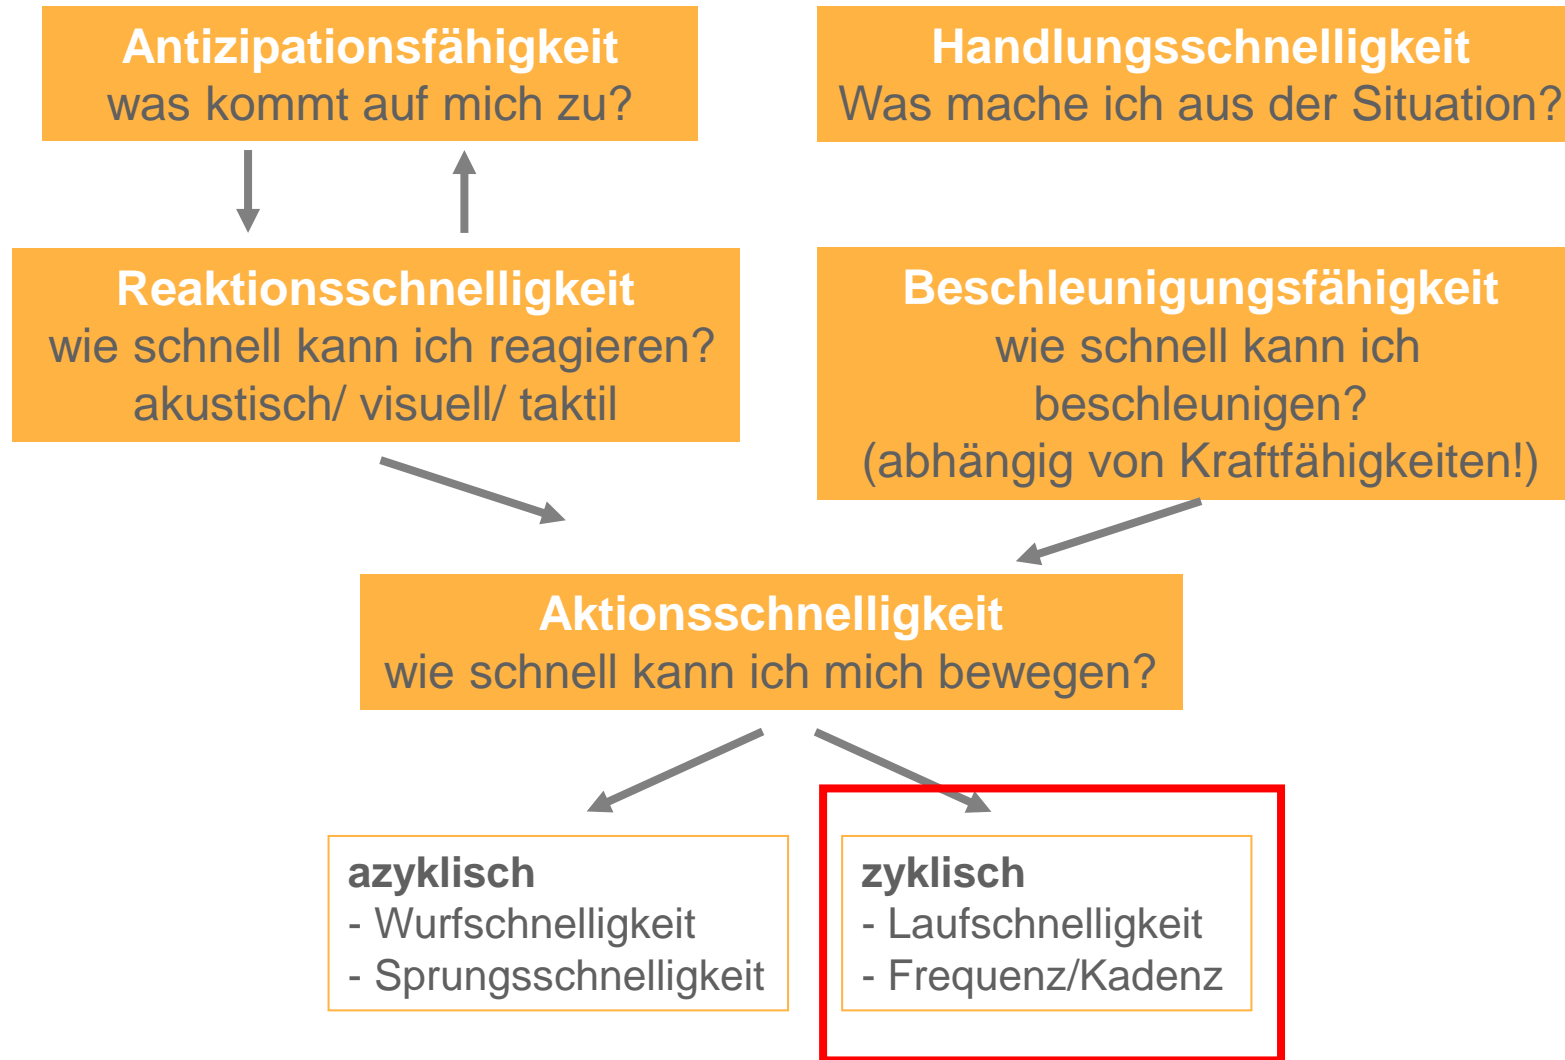 Antizipationsfähigkeit
was kommt auf mich zu?
Handlungsschnelligkeit
Was mache ich aus der Situation?
Reaktionsschnelligkeit
wie schnell kann ich reagieren?
akustisch/ visuell/ taktil
Beschleunigungsfähigkeit
wie schnell kann ich
beschleunigen?
(abhängig von Kraftfähigkeiten!)
Aktionsschnelligkeit
wie schnell kann ich mich bewegen?
azyklisch
- Wurfschnelligkeit
- Sprungsschnelligkeit
zyklisch
- Laufschnelligkeit
- Frequenz/Kadenz